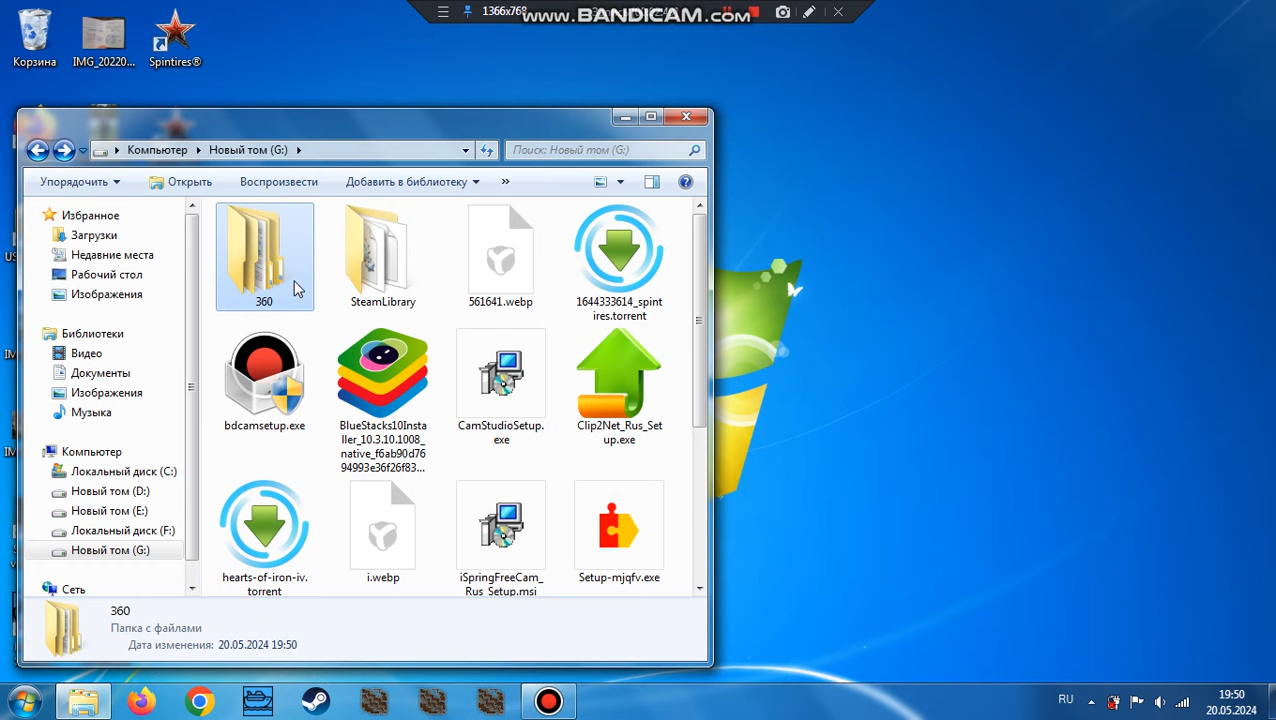 1366x768
www.BANDICAM.com
Корзина
IMG_20220...
Spintires®
Компьютер
Новый том (G:)
Поиск: Новый том (G:)
Упорядочить
Открыть
Воспроизвести
Добавить в библиотеку
»
Избранное
Загрузки
Недавние места
Рабочий стол
Изображения
Библиотеки
Видео
Документы
Изображения
Музыка
Компьютер
Локальный диск (C:)
Новый том (D:)
Новый том (E:)
Локальный диск (F:)
Новый том (G:)
Сеть
360
SteamLibrary
561641.webp
1644333614_spint
ires.torrent
bdcamsetup.exe
BlueStacks10Insta
ller_10.3.10.1008_
native_f6ab90d76
94993e36f26f83...
CamStudioSetup.
exe
Clip2Net_Rus_Set
up.exe
hearts-of-iron-iv.
torrent
i.webp
iSpringFreeCam_
Rus_Setup.msi
Setup-mjqfv.exe
360
Папка с файлами
Дата изменения: 20.05.2024 19:50
RU
19:50
20.05.2024